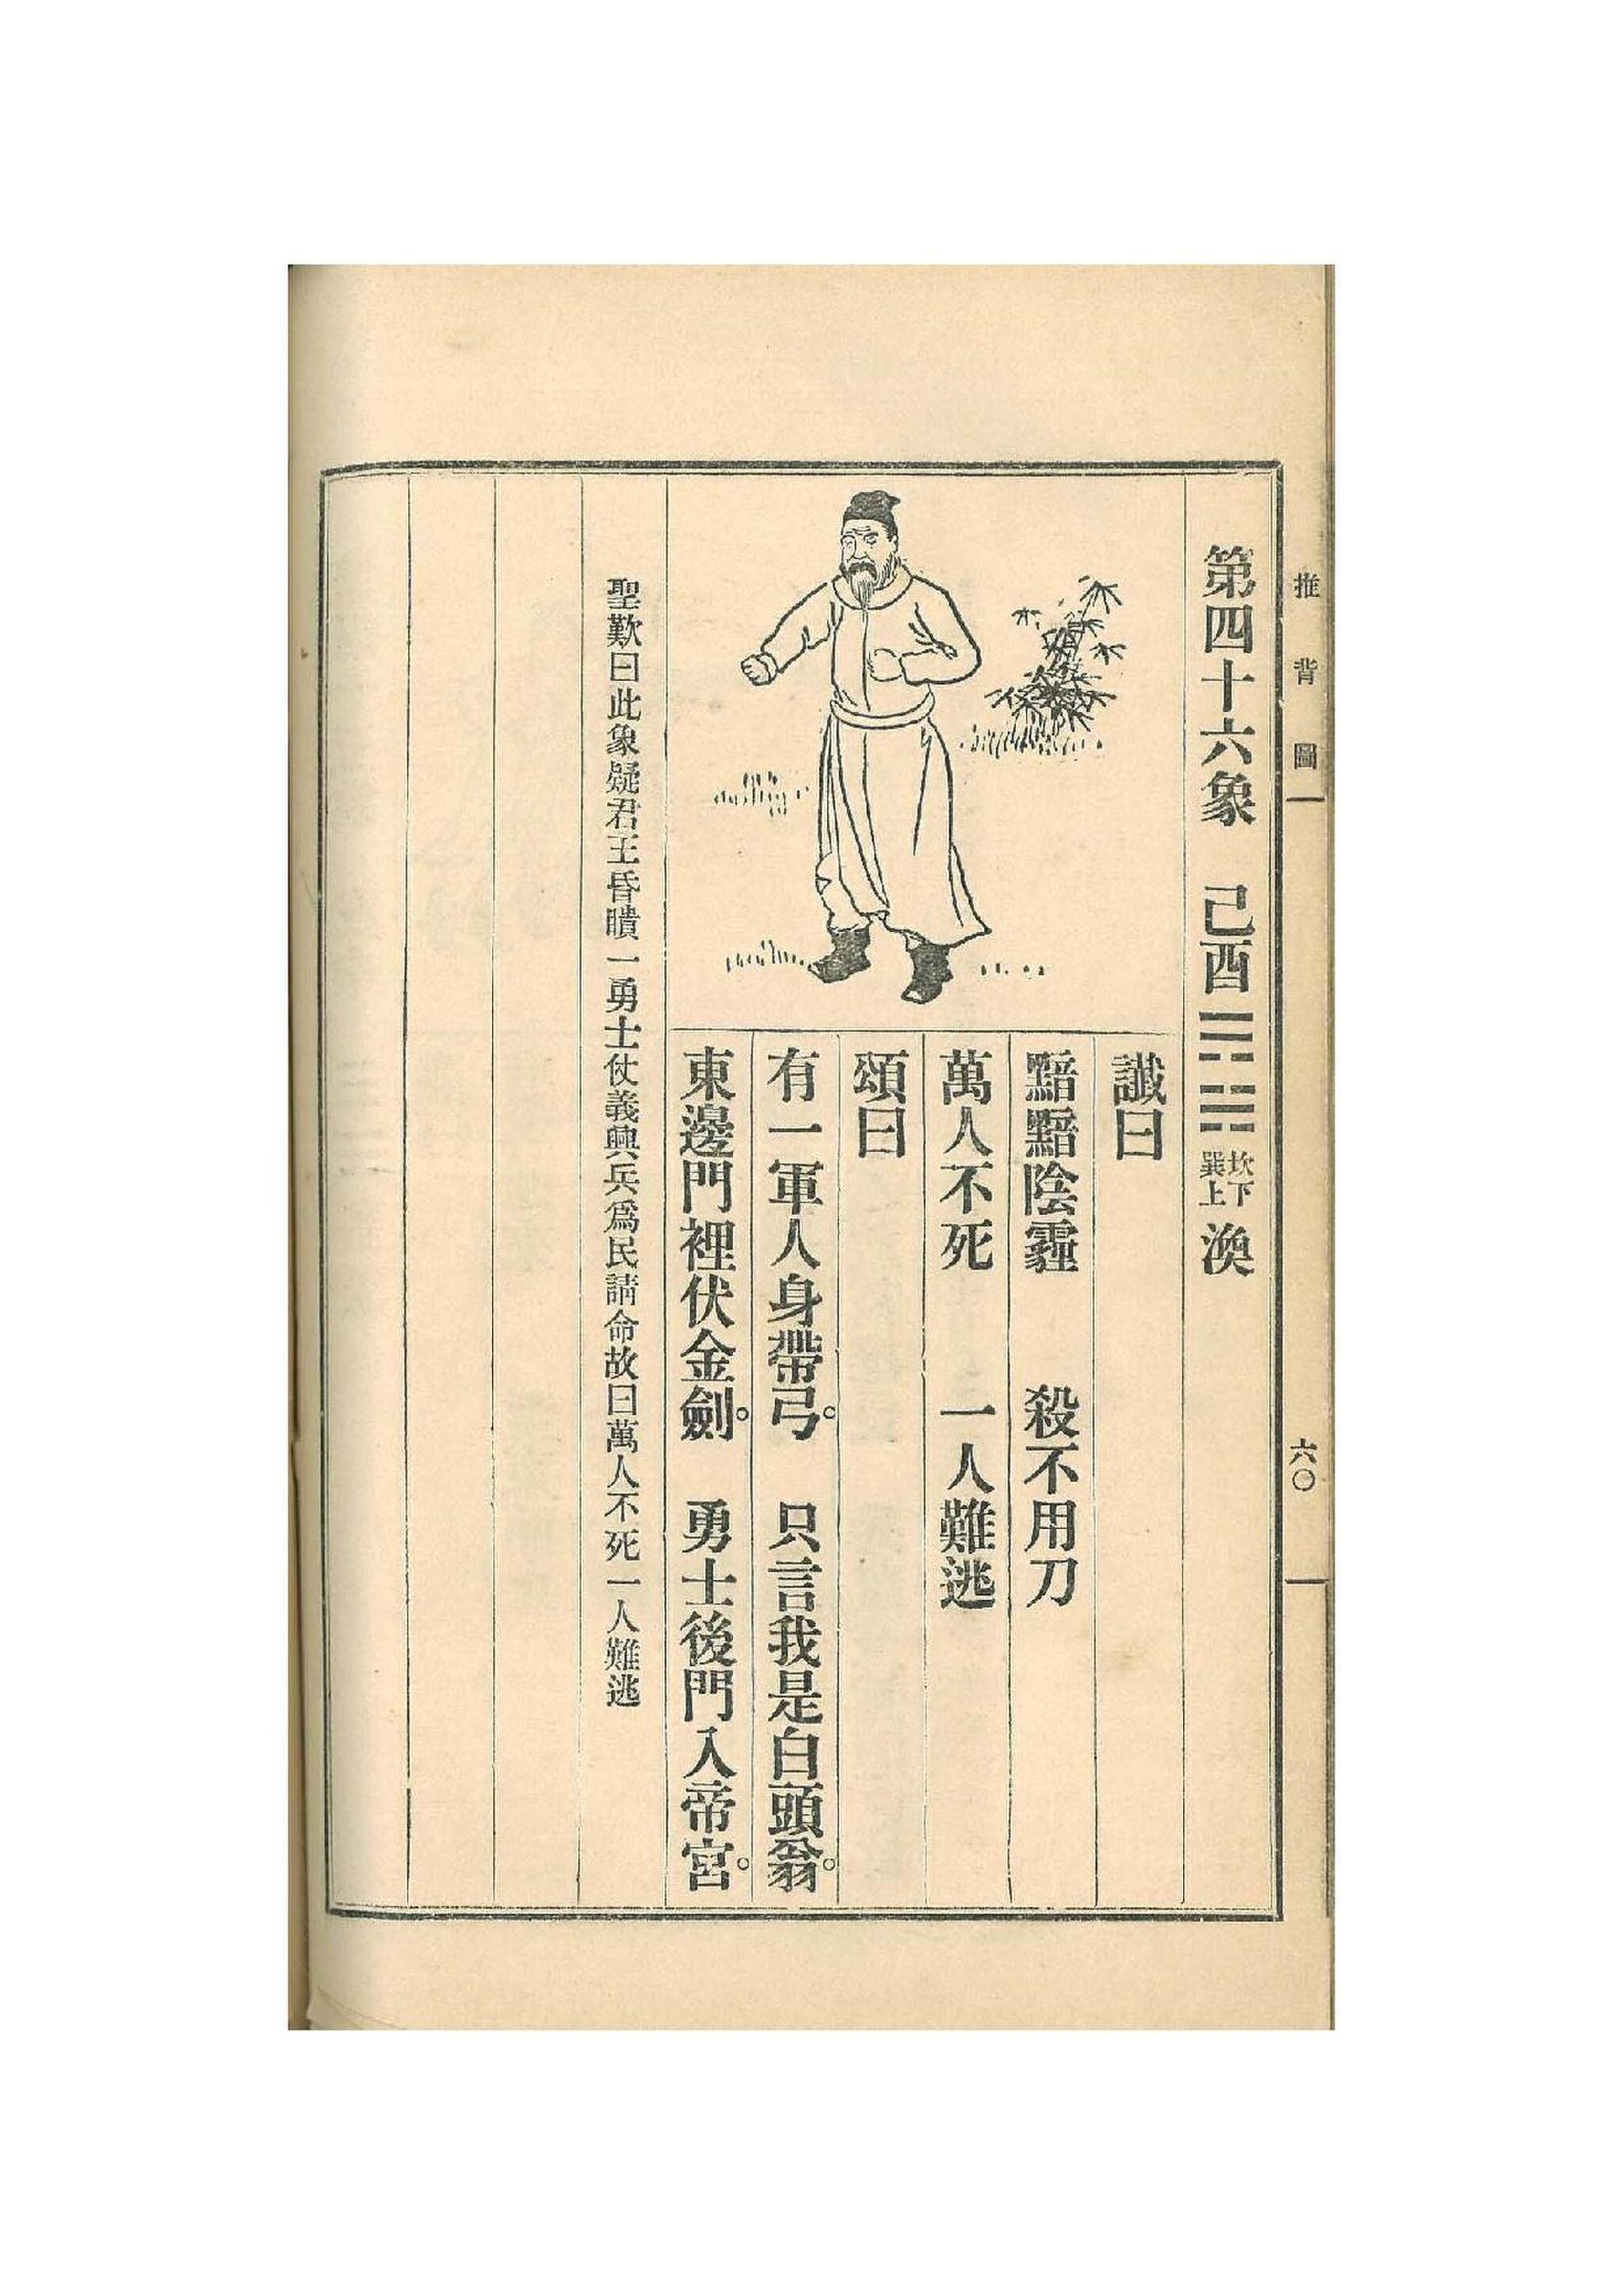 推背圖
六〇
第四十六象　己酉　坎下巽上　渙
讖曰
黯黯陰霾　殺不用刀
萬人不死　一人難逃
頌曰
有一軍人身帶弓。　只言我是白頭翁。
東邊門裡伏金劍。　勇士後門入帝宮。
聖歎曰此象疑君王昏瞶一勇士仗義興兵爲民請命故曰萬人不死一人難逃